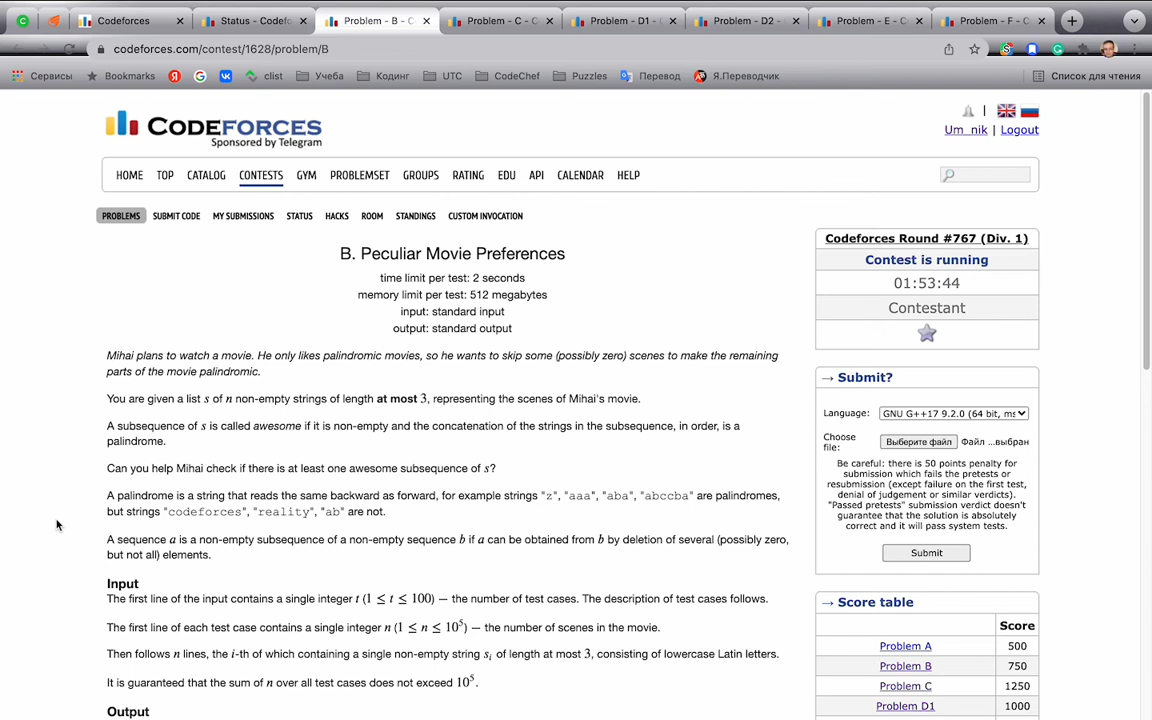 Codeforces
Status - Codef
Problem - B - C
Problem - C - C
Problem - D1 -
Problem - D2 -
Problem - E - C
Problem - F - C
codeforces.com/contest/1628/problem/B
Сервисы
Bookmarks
clist
Учеба
Кодинг
UTC
CodeChef
Puzzles
Перевод
Я.Переводчик
Список для чтения
CODEFORCES
Sponsored by Telegram
Um_nik | Logout
HOME TOP CATALOG CONTESTS GYM PROBLEMSET GROUPS RATING EDU API CALENDAR HELP
PROBLEMS SUBMIT CODE MY SUBMISSIONS STATUS HACKS ROOM STANDINGS CUSTOM INVOCATION
B. Peculiar Movie Preferences
time limit per test: 2 seconds
memory limit per test: 512 megabytes
input: standard input
output: standard output
Mihai plans to watch a movie. He only likes palindromic movies, so he wants to skip some (possibly zero) scenes to make the remaining
parts of the movie palindromic.
You are given a list s of n non-empty strings of length at most 3, representing the scenes of Mihai's movie.
A subsequence of s is called awesome if it is non-empty and the concatenation of the strings in the subsequence, in order, is a
palindrome.
Can you help Mihai check if there is at least one awesome subsequence of s?
A palindrome is a string that reads the same backward as forward, for example strings "z", "aaa", "aba", "abccba" are palindromes,
but strings "codeforces", "reality", "ab" are not.
A sequence a is a non-empty subsequence of a non-empty sequence b if a can be obtained from b by deletion of several (possibly zero,
but not all) elements.
Input
The first line of the input contains a single integer t (1 ≤ t ≤ 100) — the number of test cases. The description of test cases follows.
The first line of each test case contains a single integer n (1 ≤ n ≤ 10⁵) — the number of scenes in the movie.
Then follows n lines, the i-th of which containing a single non-empty string sᵢ of length at most 3, consisting of lowercase Latin letters.
It is guaranteed that the sum of n over all test cases does not exceed 10⁵.
Output
Codeforces Round #767 (Div. 1)
Contest is running
01:53:44
Contestant
→ Submit?
Language: GNU G++17 9.2.0 (64 bit, ms
Choose file: Выберите файл Файл ...выбран
Be careful: there is 50 points penalty for
submission which fails the pretests or
resubmission (except failure on the first test,
denial of judgement or similar verdicts).
"Passed pretests" submission verdict doesn't
guarantee that the solution is absolutely
correct and it will pass system tests.
Submit
→ Score table
Score
Problem A 500
Problem B 750
Problem C 1250
Problem D1 1000